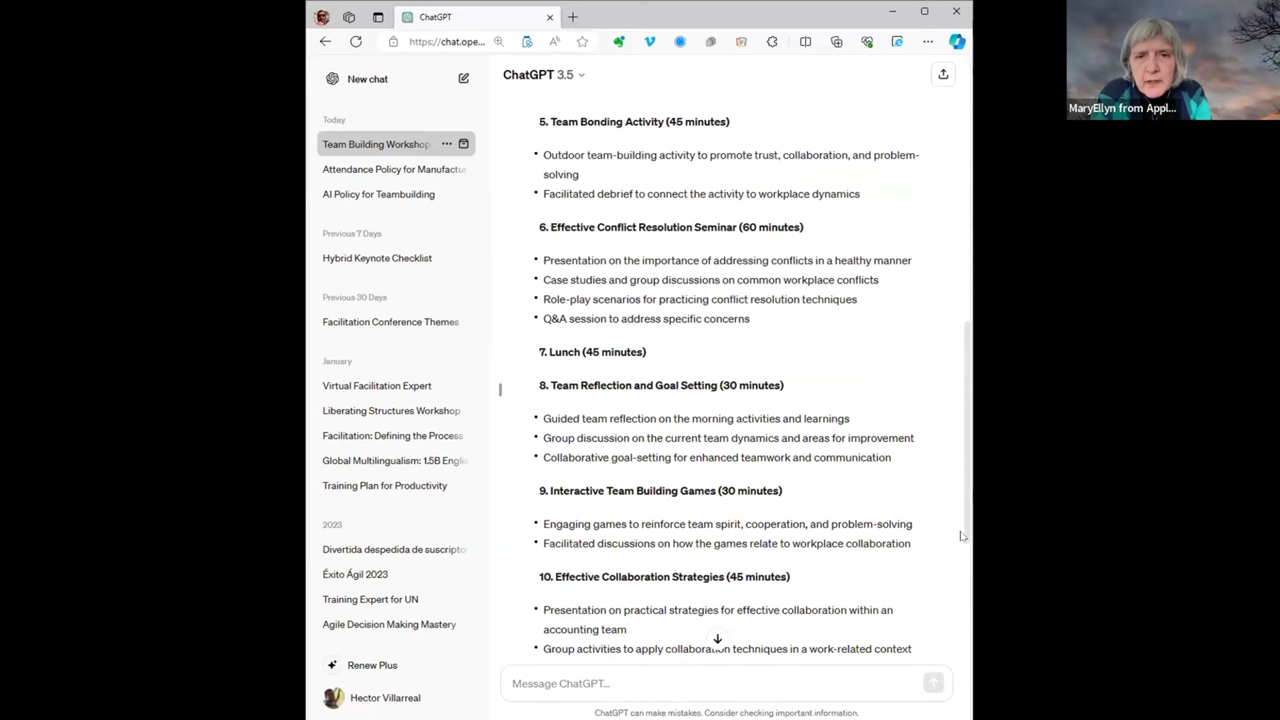 ChatGPT
https://chat.ope...
MaryEllyn from Appl...
New chat
Today
Team Building Workshop
Attendance Policy for Manufactu
AI Policy for Teambuilding
Previous 7 Days
Hybrid Keynote Checklist
Previous 30 Days
Facilitation Conference Themes
January
Virtual Facilitation Expert
Liberating Structures Workshop
Facilitation: Defining the Process
Global Multilingualism: 1.5B Engli
Training Plan for Productivity
2023
Divertida despedida de suscripto
Éxito Ágil 2023
Training Expert for UN
Agile Decision Making Mastery
Renew Plus
Hector Villarreal
ChatGPT 3.5
5. Team Bonding Activity (45 minutes)
• Outdoor team-building activity to promote trust, collaboration, and problem-
solving
• Facilitated debrief to connect the activity to workplace dynamics
6. Effective Conflict Resolution Seminar (60 minutes)
• Presentation on the importance of addressing conflicts in a healthy manner
• Case studies and group discussions on common workplace conflicts
• Role-play scenarios for practicing conflict resolution techniques
• Q&A session to address specific concerns
7. Lunch (45 minutes)
8. Team Reflection and Goal Setting (30 minutes)
• Guided team reflection on the morning activities and learnings
• Group discussion on the current team dynamics and areas for improvement
• Collaborative goal-setting for enhanced teamwork and communication
9. Interactive Team Building Games (30 minutes)
• Engaging games to reinforce team spirit, cooperation, and problem-solving
• Facilitated discussions on how the games relate to workplace collaboration
10. Effective Collaboration Strategies (45 minutes)
• Presentation on practical strategies for effective collaboration within an
accounting team
• Group activities to apply collaboration techniques in a work-related context
Message ChatGPT...
ChatGPT can make mistakes. Consider checking important information.